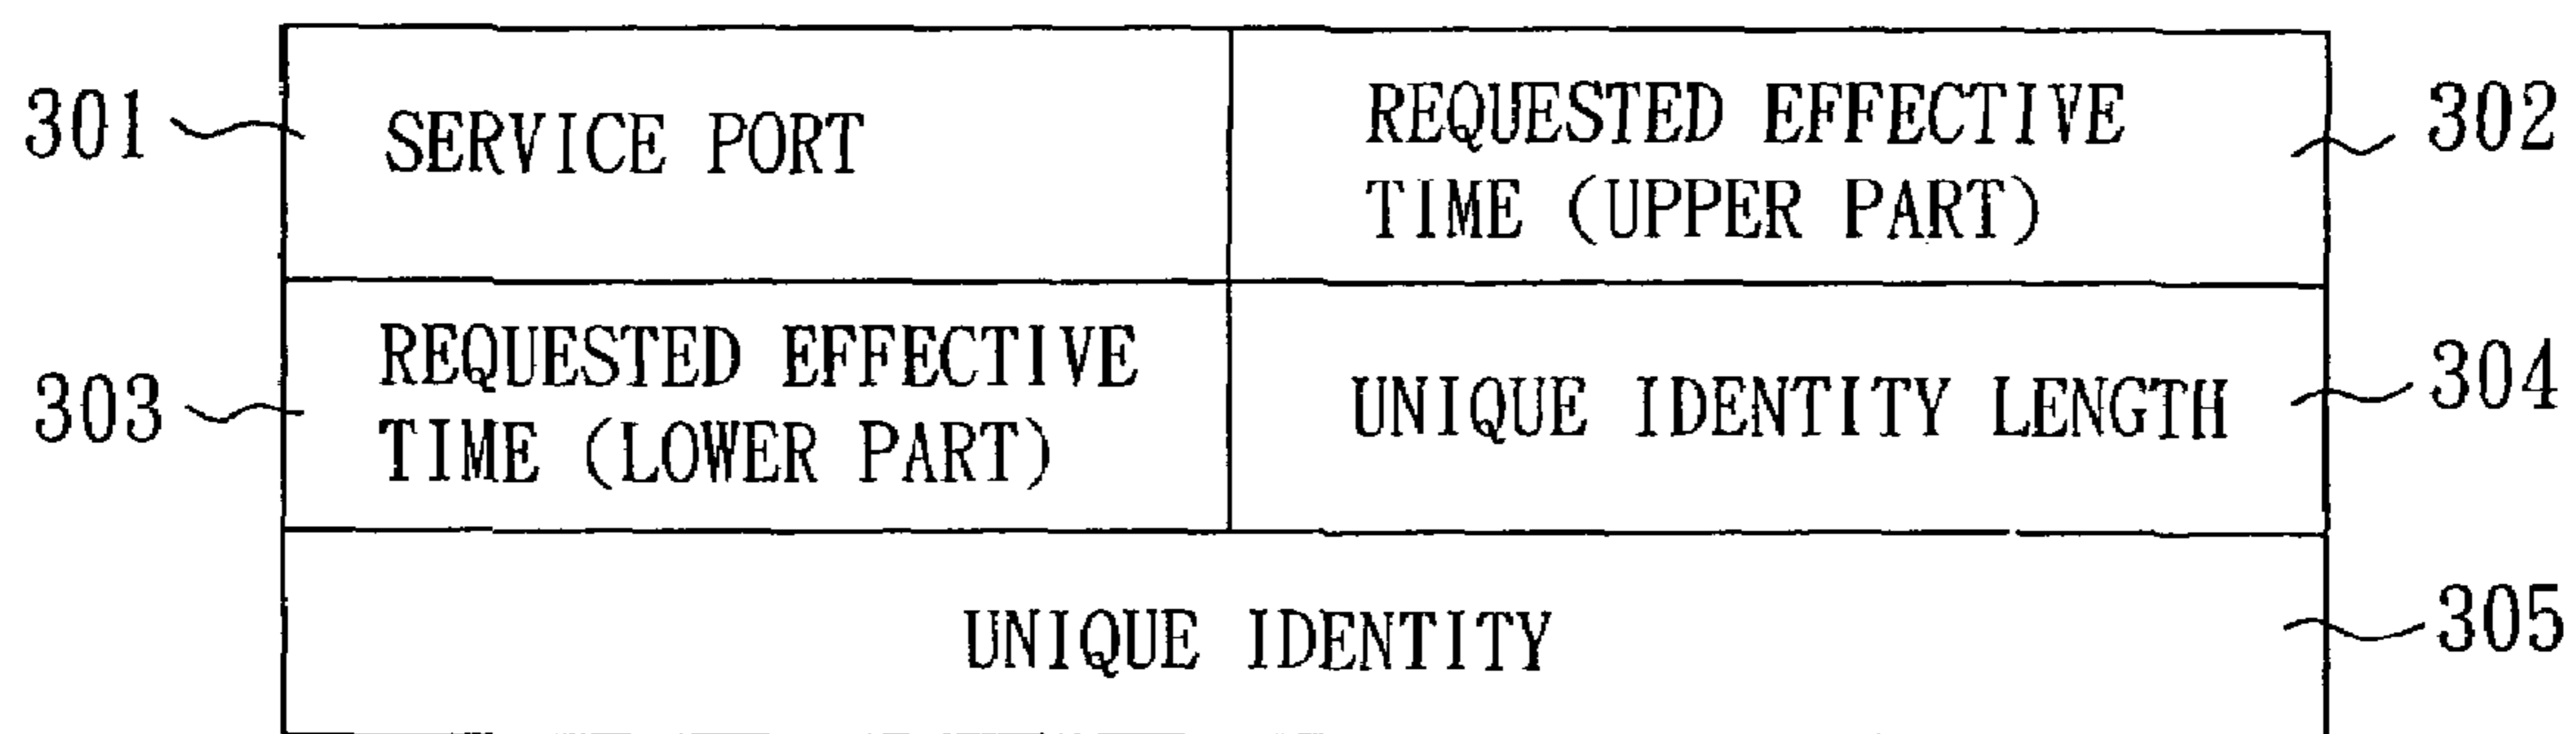 301
SERVICE PORT
REQUESTED EFFECTIVE
TIME (UPPER PART)
302
303
REQUESTED EFFECTIVE
TIME (LOWER PART)
UNIQUE IDENTITY LENGTH
304
UNIQUE IDENTITY
305